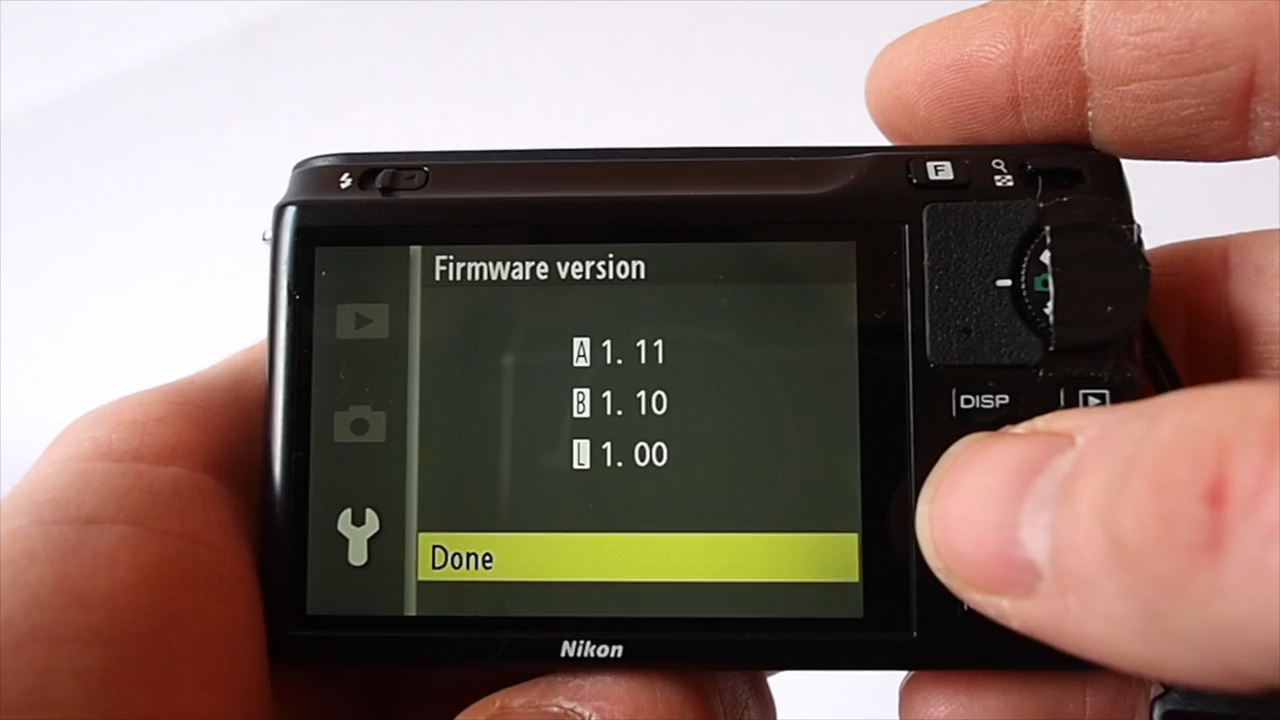 F
Firmware version
A 1. 11
B 1. 10
L 1. 00
DISP
Done
Nikon